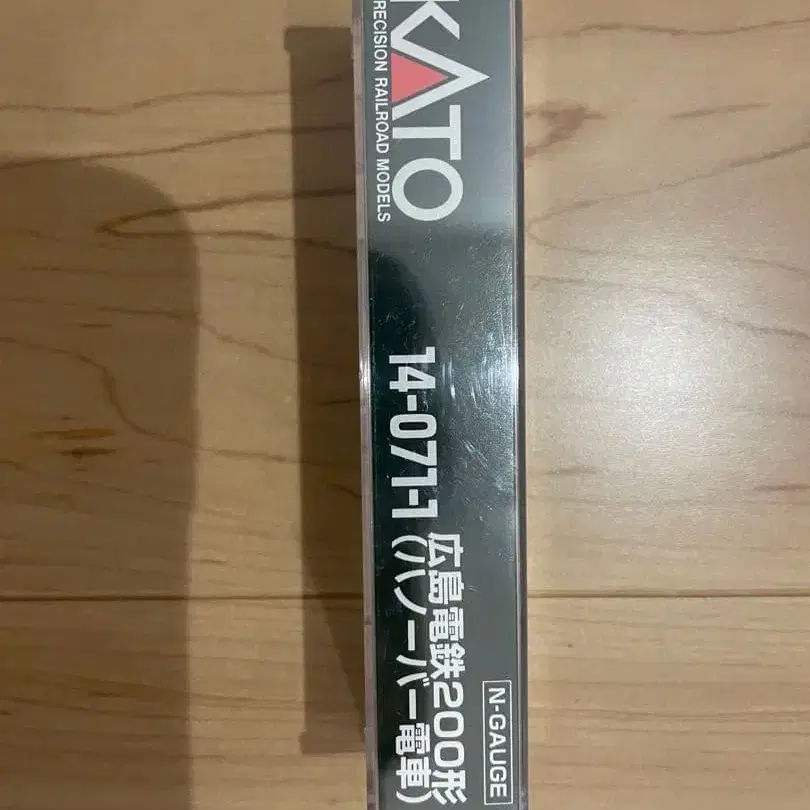 KATO
RECISION RAILROAD MODELS
14-071-1
広島電鉄200形
(ハノーバー電車)
N-GAUGE